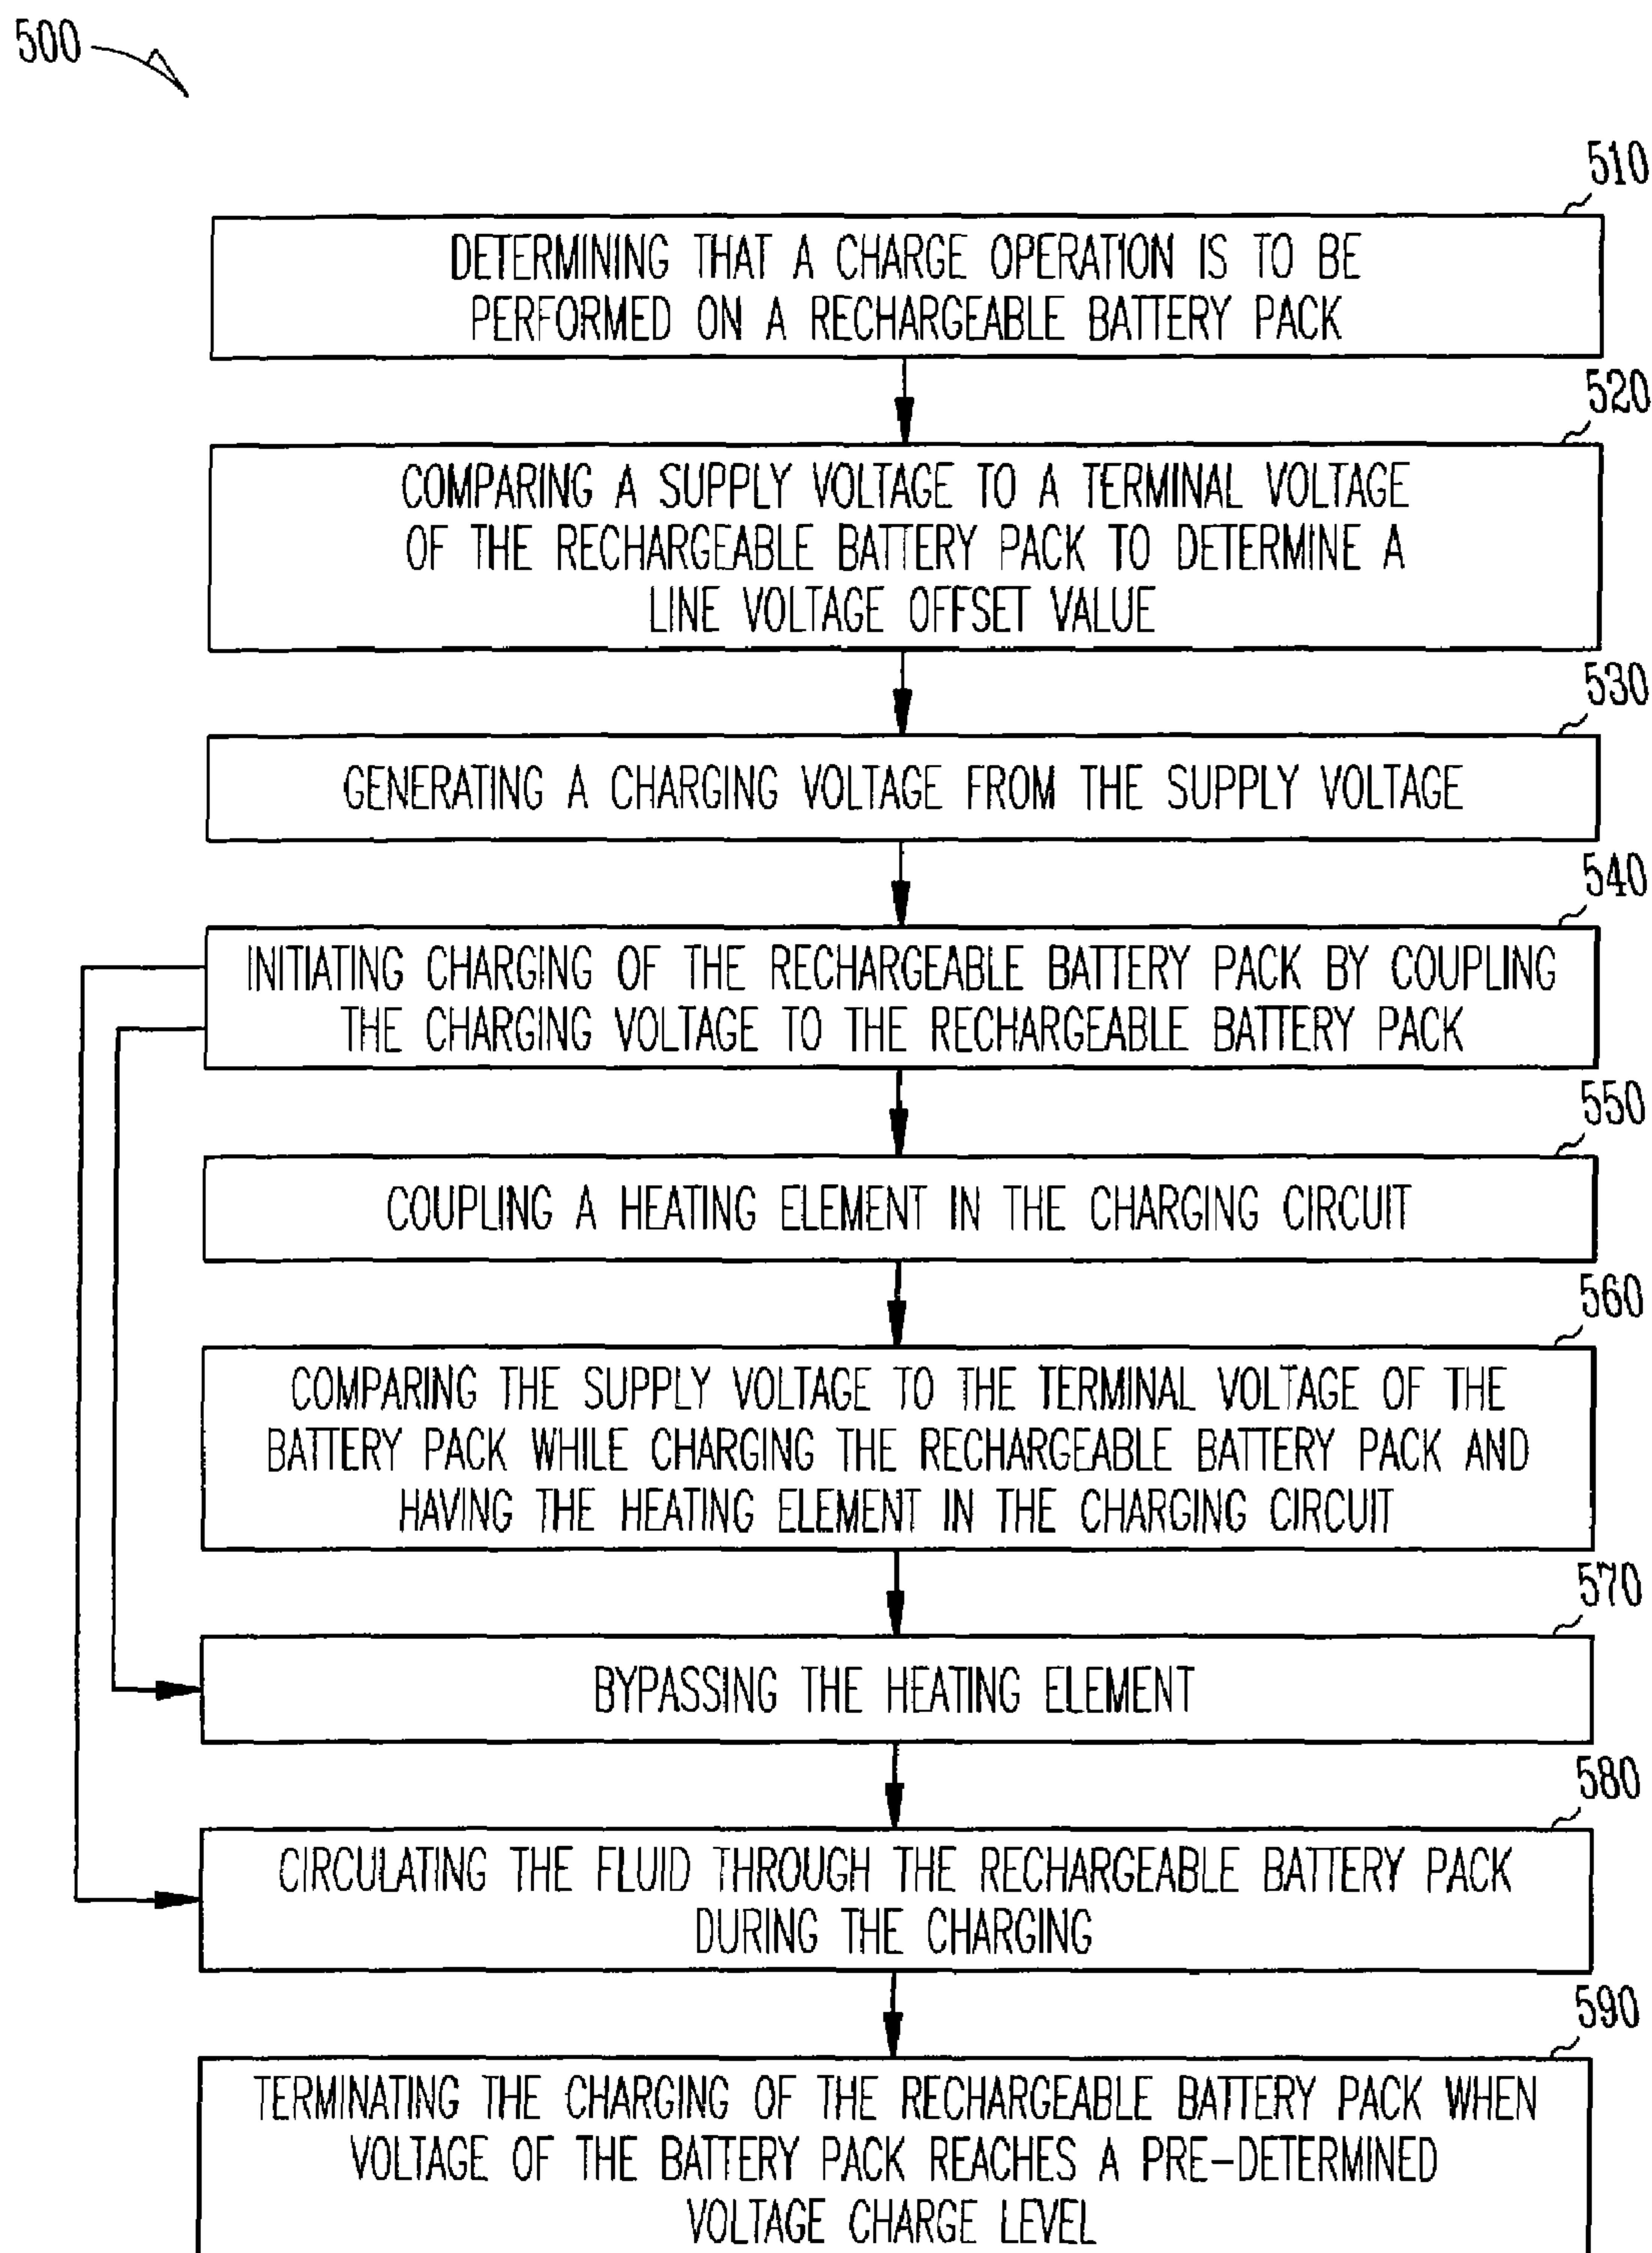 500
510
DETERMINING THAT A CHARGE OPERATION IS TO BE
PERFORMED ON A RECHARGEABLE BATTERY PACK
520
COMPARING A SUPPLY VOLTAGE TO A TERMINAL VOLTAGE
OF THE RECHARGEABLE BATTERY PACK TO DETERMINE A
LINE VOLTAGE OFFSET VALUE
530
GENERATING A CHARGING VOLTAGE FROM THE SUPPLY VOLTAGE
540
INITIATING CHARGING OF THE RECHARGEABLE BATTERY PACK BY COUPLING
THE CHARGING VOLTAGE TO THE RECHARGEABLE BATTERY PACK
550
COUPLING A HEATING ELEMENT IN THE CHARGING CIRCUIT
560
COMPARING THE SUPPLY VOLTAGE TO THE TERMINAL VOLTAGE OF THE
BATTERY PACK WHILE CHARGING THE RECHARGEABLE BATTERY PACK AND
HAVING THE HEATING ELEMENT IN THE CHARGING CIRCUIT
570
BYPASSING THE HEATING ELEMENT
580
CIRCULATING THE FLUID THROUGH THE RECHARGEABLE BATTERY PACK
DURING THE CHARGING
590
TERMINATING THE CHARGING OF THE RECHARGEABLE BATTERY PACK WHEN
VOLTAGE OF THE BATTERY PACK REACHES A PRE-DETERMINED
VOLTAGE CHARGE LEVEL